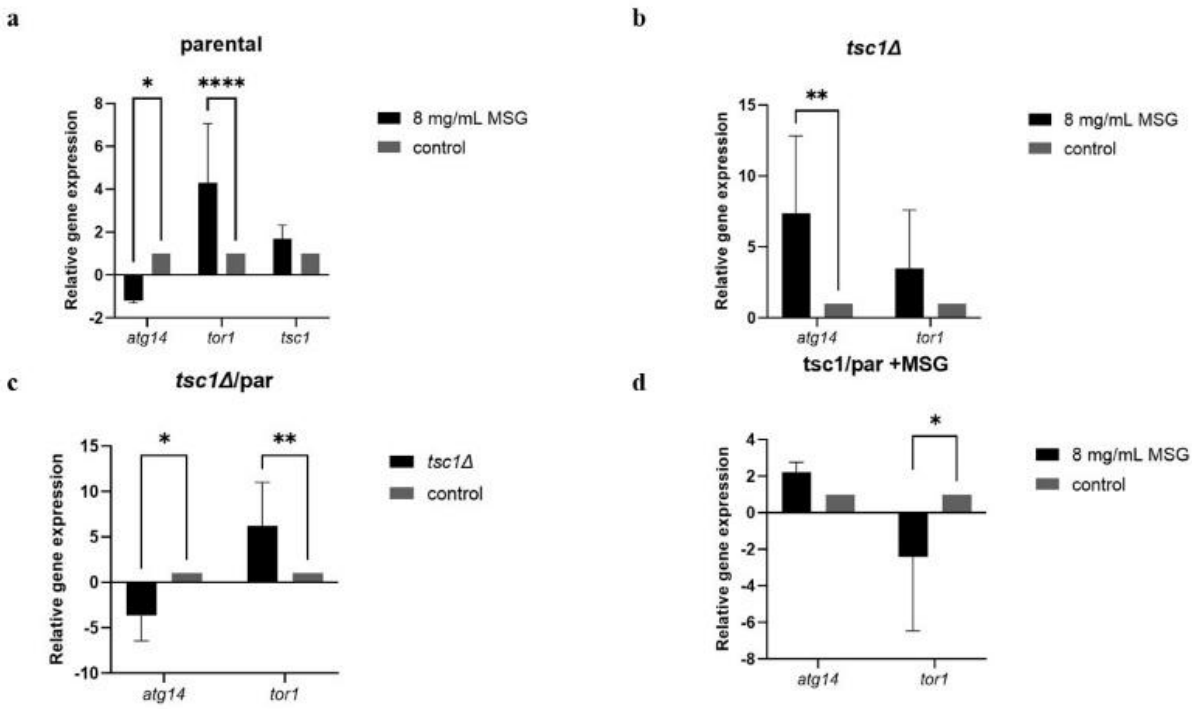 a
parental
* ****
Relative gene expression
8
6
4
2
0
-2
atg14 tor1 tsc1
8 mg/mL MSG
control
b
tsc1Δ
**
Relative gene expression
15
10
5
0
atg14 tor1
8 mg/mL MSG
control
c
tsc1Δ/par
* **
Relative gene expression
15
10
5
0
-5
-10
atg14 tor1
tsc1Δ
control
d
tsc1/par +MSG
*
Relative gene expression
4
2
0
-2
-4
-6
-8
atg14 tor1
8 mg/mL MSG
control